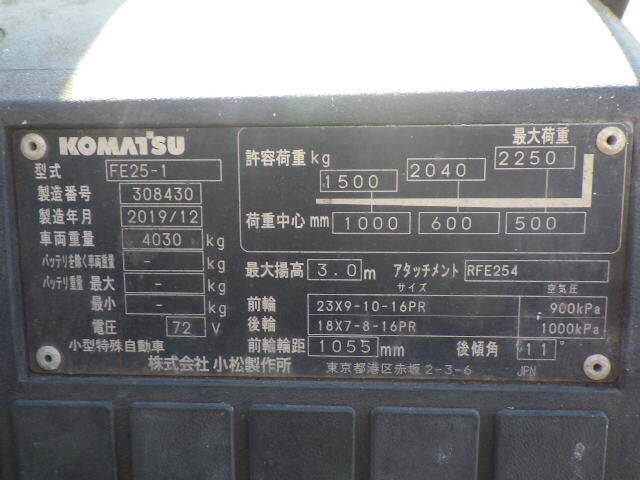 KOMATSU
型式 FE25-1
製造番号 308430
製造年月 2019/12
車両重量 4030 kg
バッテリを除く車両重量 - kg
バッテリ重量 最大 - kg
最小 - kg
電圧 72 V
小型特殊自動車
株式会社 小松製作所
最大荷重
許容荷重 kg 1500 2040 2250
荷重中心 mm 1000 600 500
最大揚高 3.0 m アタッチメント RFE254
サイズ 空気圧
前輪 23X9-10-16PR 900kPa
後輪 18X7-8-16PR 1000kPa
前輪輪距 1055 mm 後傾角 11°
東京都港区赤坂 2-3-6 JPN